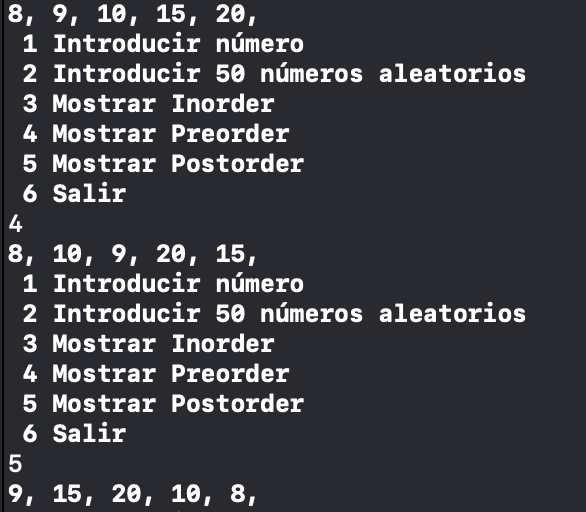 8, 9, 10, 15, 20,
1 Introducir número
2 Introducir 50 números aleatorios
3 Mostrar Inorder
4 Mostrar Preorder
5 Mostrar Postorder
6 Salir
4
8, 10, 9, 20, 15,
1 Introducir número
2 Introducir 50 números aleatorios
3 Mostrar Inorder
4 Mostrar Preorder
5 Mostrar Postorder
6 Salir
5
9, 15, 20, 10, 8,